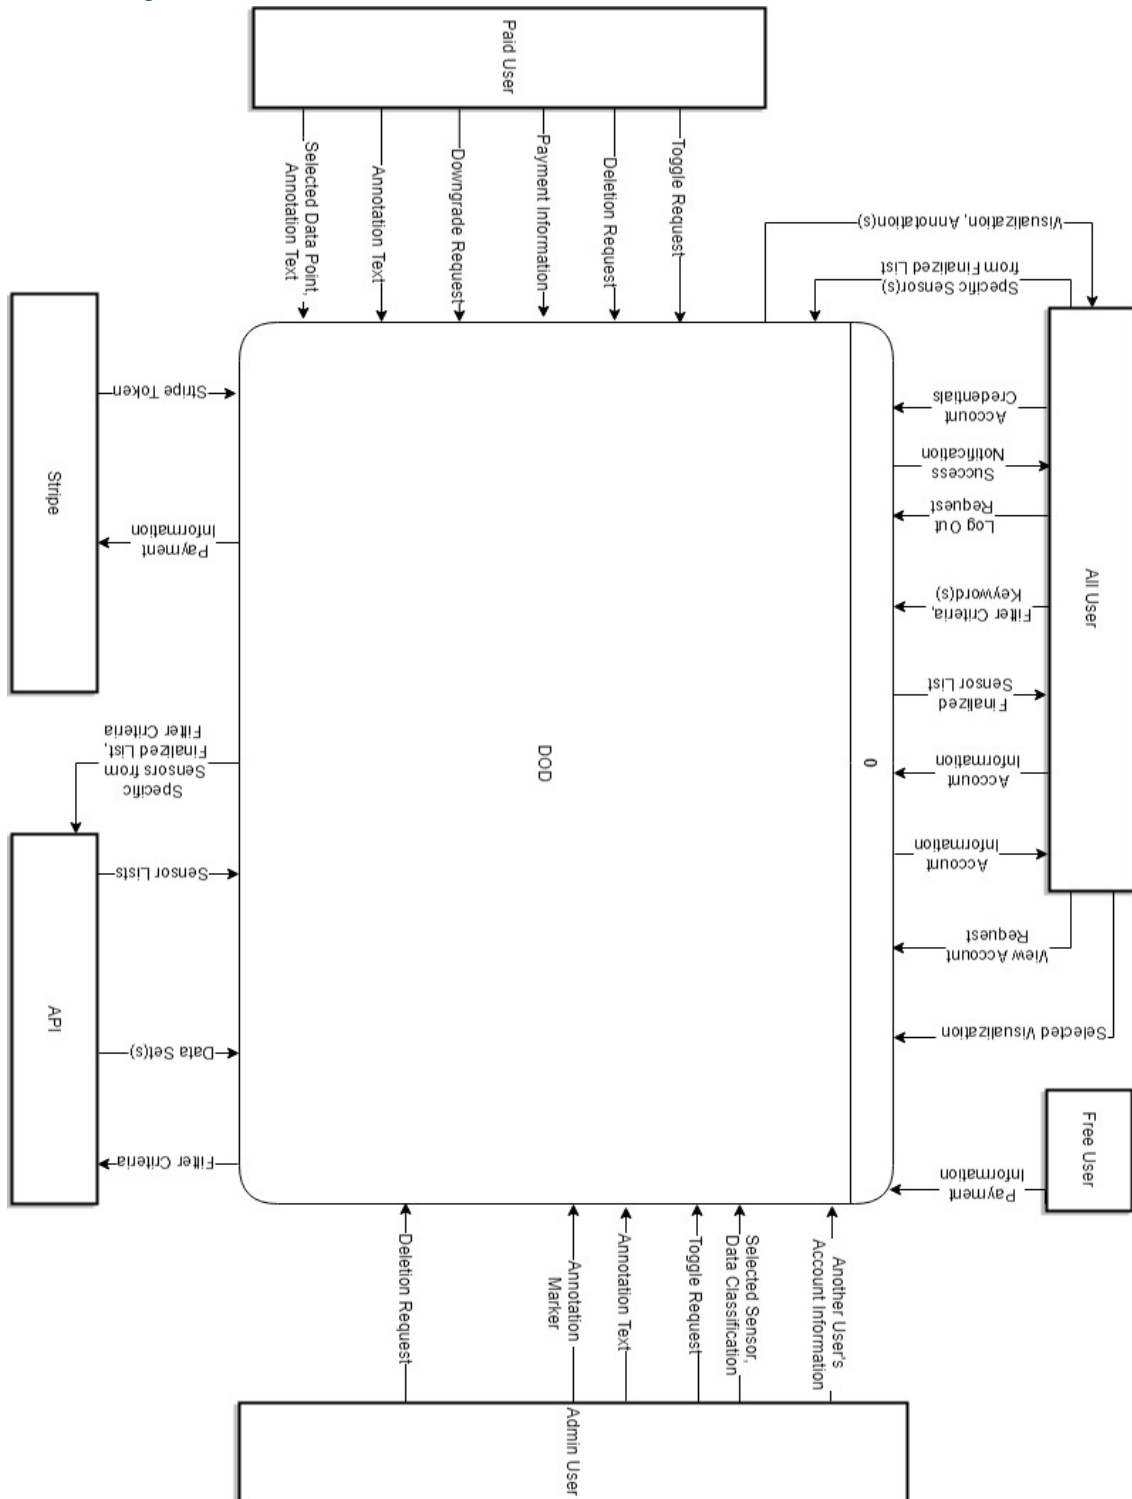 Paid User
Selected Data Point,
Annotation Text
Annotation Text
Downgrade Request
Payment Information
Deletion Request
Toggle Request
Visualization, Annotation(s)
Specific Sensor(s)
from Finalized List
Account
Credentials
Success
Notification
Log Out
Request
Filter Criteria,
Keyword(s)
Finalized
Sensor List
Account
Information
Account
Information
View Account
Request
Selected Visualization
All User
Free User
Payment
Information
0
DOD
Stripe
Stripe Token
Payment
Information
Specific
Sensors from
Finalized List,
Filter Criteria
API
Sensor Lists
Data Set(s)
Filter Criteria
Deletion Request
Annotation
Marker
Annotation Text
Toggle Request
Selected Sensor,
Data Classification
Another User's
Account Information
Admin User